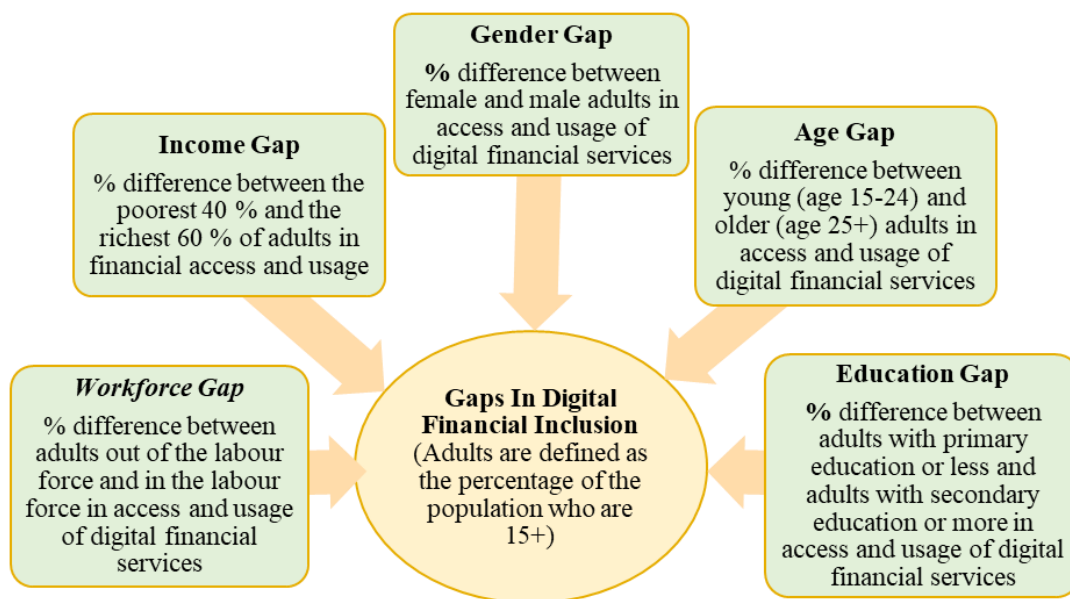 Gender Gap
% difference between
female and male adults in
access and usage of
digital financial services
Income Gap
% difference between the
poorest 40 % and the
richest 60 % of adults in
financial access and usage
Age Gap
% difference between
young (age 15-24) and
older (age 25+) adults in
access and usage of
digital financial services
Workforce Gap
% difference between
adults out of the labour
force and in the labour
force in access and usage
of digital financial
services
Gaps In Digital
Financial Inclusion
(Adults are defined as
the percentage of the
population who are
15+)
Education Gap
% difference between
adults with primary
education or less and
adults with secondary
education or more in
access and usage of digital
financial services